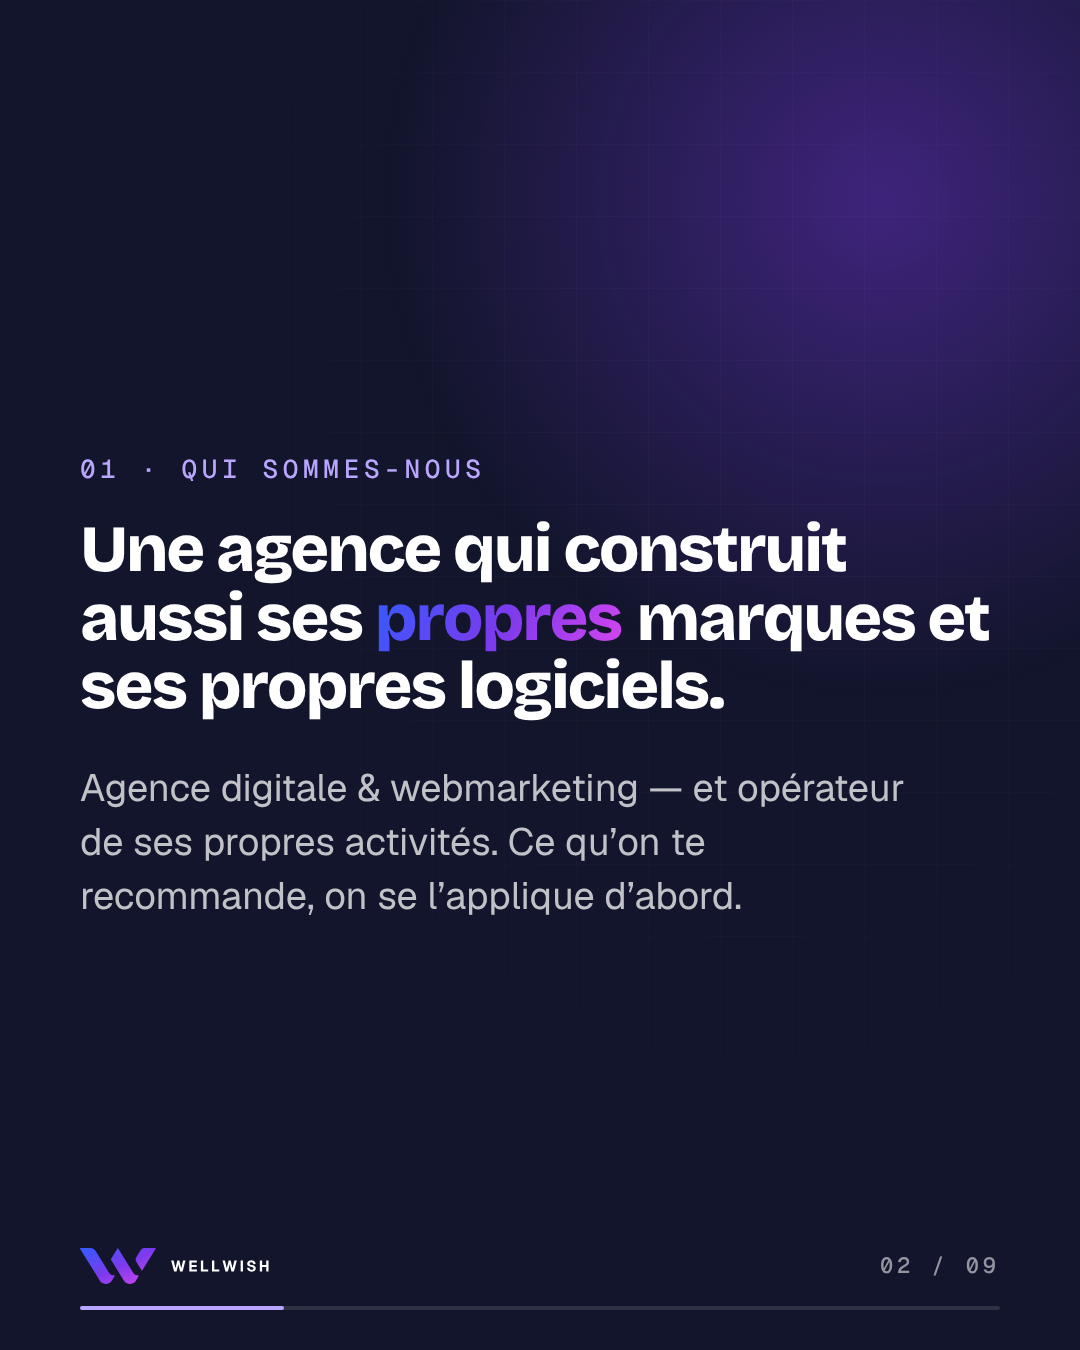 01 · QUI SOMMES-NOUS
Une agence qui construit
aussi ses propres marques et
ses propres logiciels.
Agence digitale & webmarketing — et opérateur
de ses propres activités. Ce qu’on te
recommande, on se l’applique d’abord.
WELLWISH
02 / 09